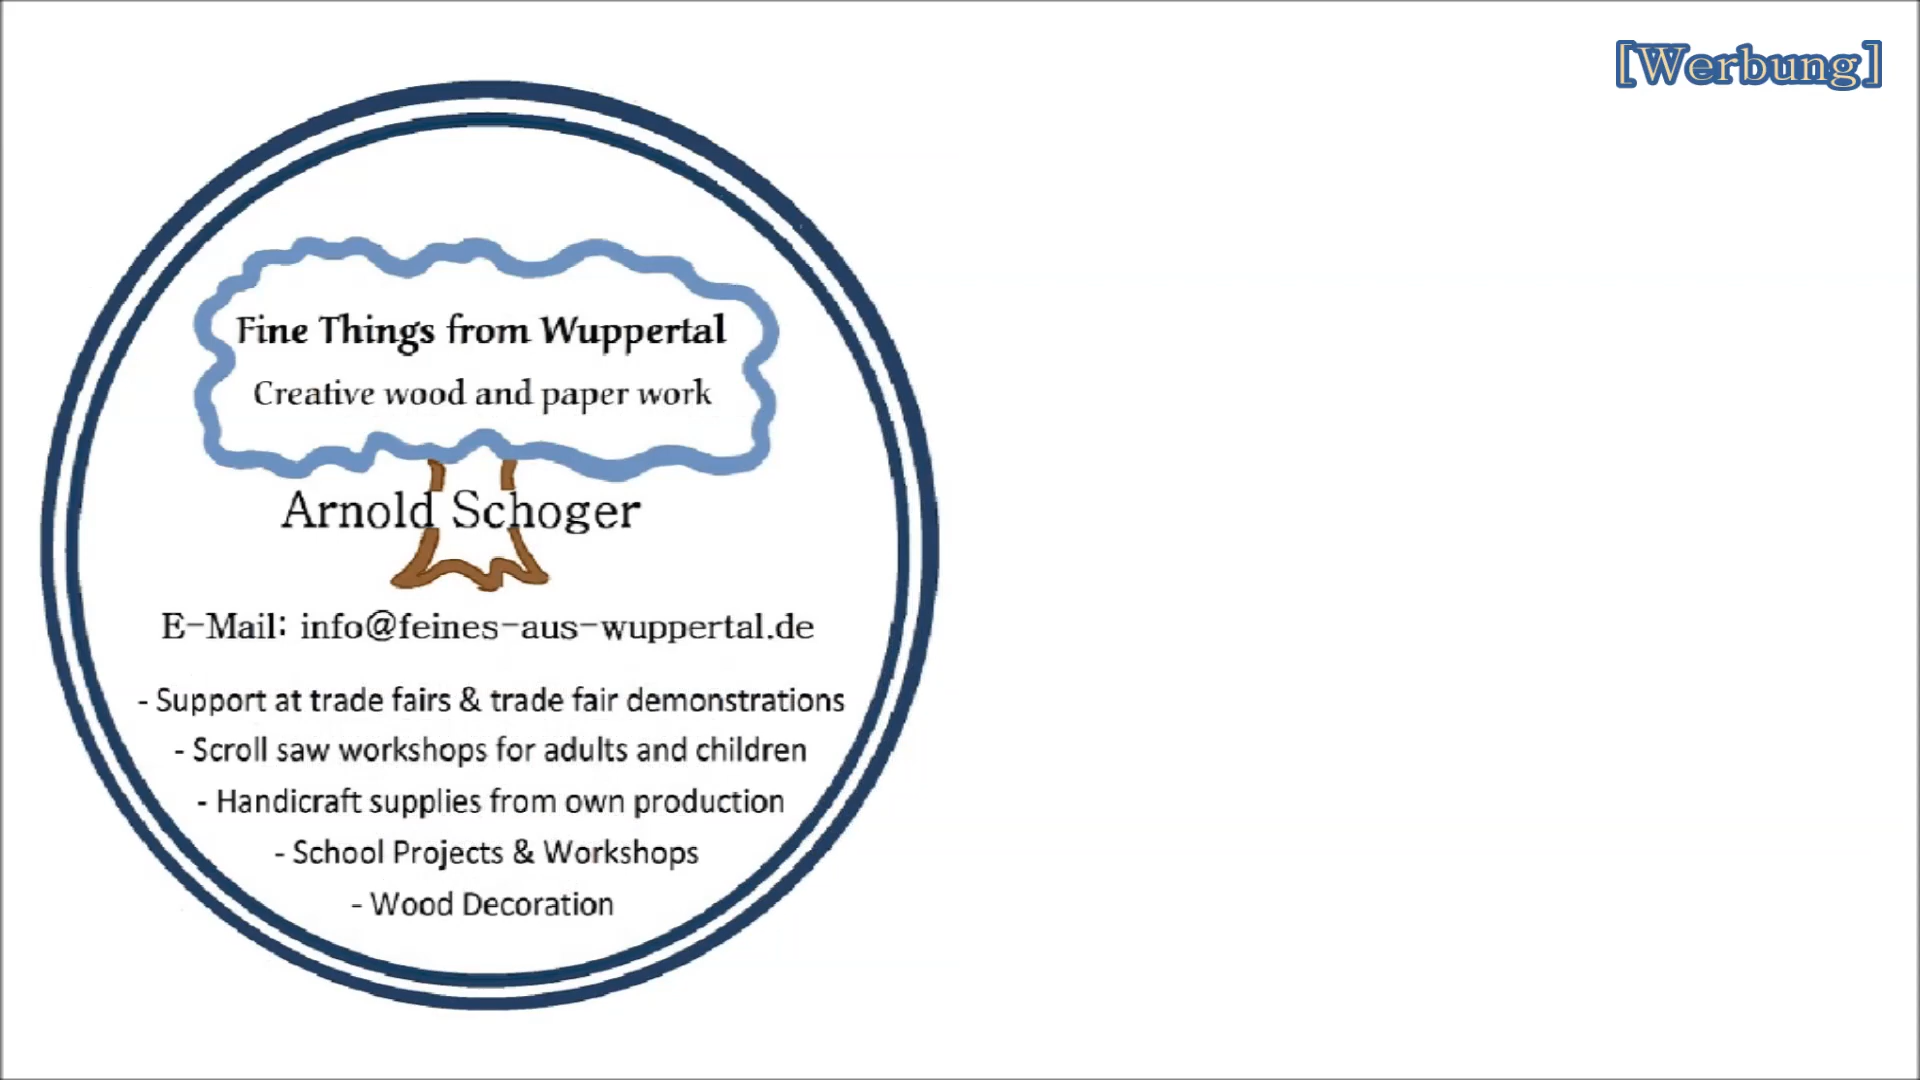 [Werbung]
Fine Things from Wuppertal
Creative wood and paper work
Arnold Schoger
E-Mail: info@feines-aus-wuppertal.de
- Support at trade fairs & trade fair demonstrations
- Scroll saw workshops for adults and children
- Handicraft supplies from own production
- School Projects & Workshops
- Wood Decoration